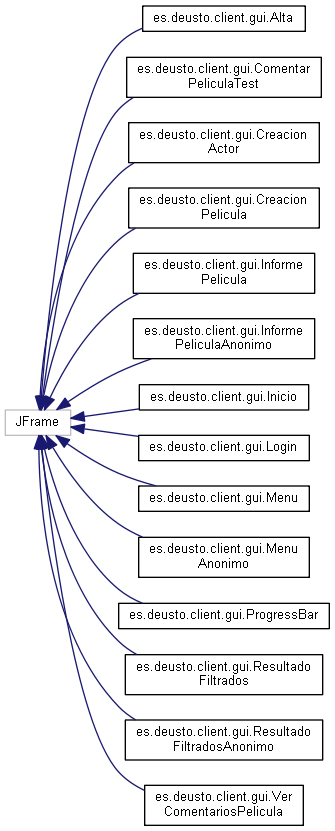 es.deusto.client.gui.Alta
es.deusto.client.gui.Comentar
PeliculaTest
es.deusto.client.gui.Creacion
Actor
es.deusto.client.gui.Creacion
Pelicula
es.deusto.client.gui.Informe
Pelicula
es.deusto.client.gui.Informe
PeliculaAnonimo
es.deusto.client.gui.Inicio
JFrame
es.deusto.client.gui.Login
es.deusto.client.gui.Menu
es.deusto.client.gui.Menu
Anonimo
es.deusto.client.gui.ProgressBar
es.deusto.client.gui.Resultado
Filtrados
es.deusto.client.gui.Resultado
FiltradosAnonimo
es.deusto.client.gui.Ver
ComentariosPelicula